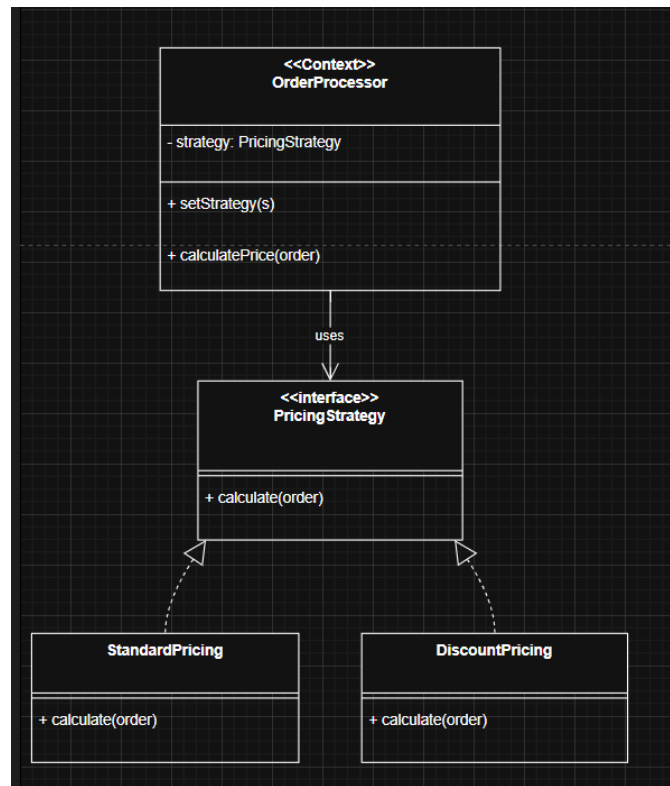 <<Context>>
OrderProcessor
- strategy: PricingStrategy
+ setStrategy(s)
+ calculatePrice(order)
uses
<<interface>>
PricingStrategy
+ calculate(order)
StandardPricing
+ calculate(order)
DiscountPricing
+ calculate(order)